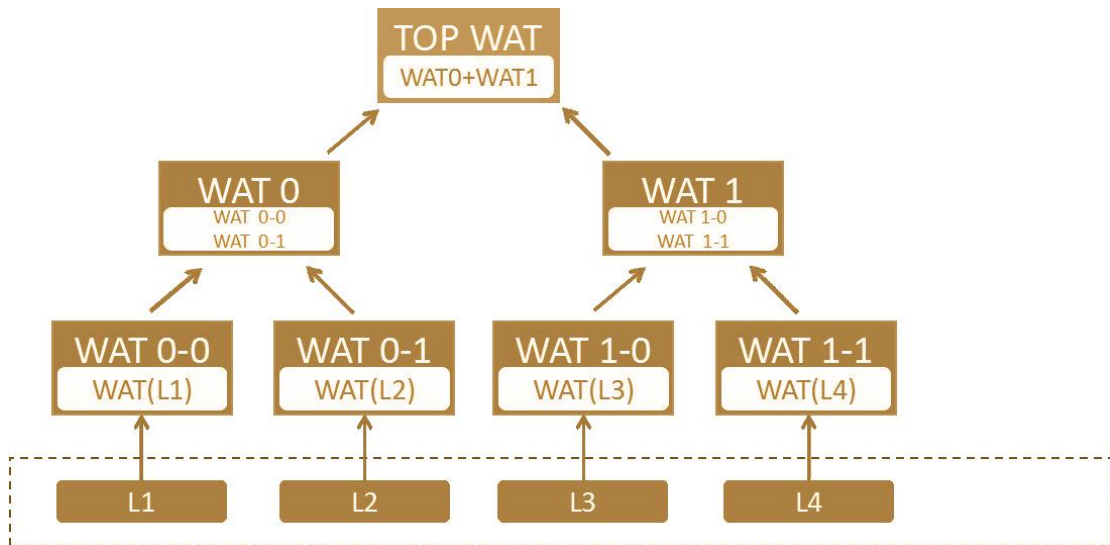 TOP WAT
WAT0+WAT1
WAT 0
WAT 0-0
WAT 0-1
WAT 1
WAT 1-0
WAT 1-1
WAT 0-0
WAT(L1)
WAT 0-1
WAT(L2)
WAT 1-0
WAT(L3)
WAT 1-1
WAT(L4)
L1
L2
L3
L4